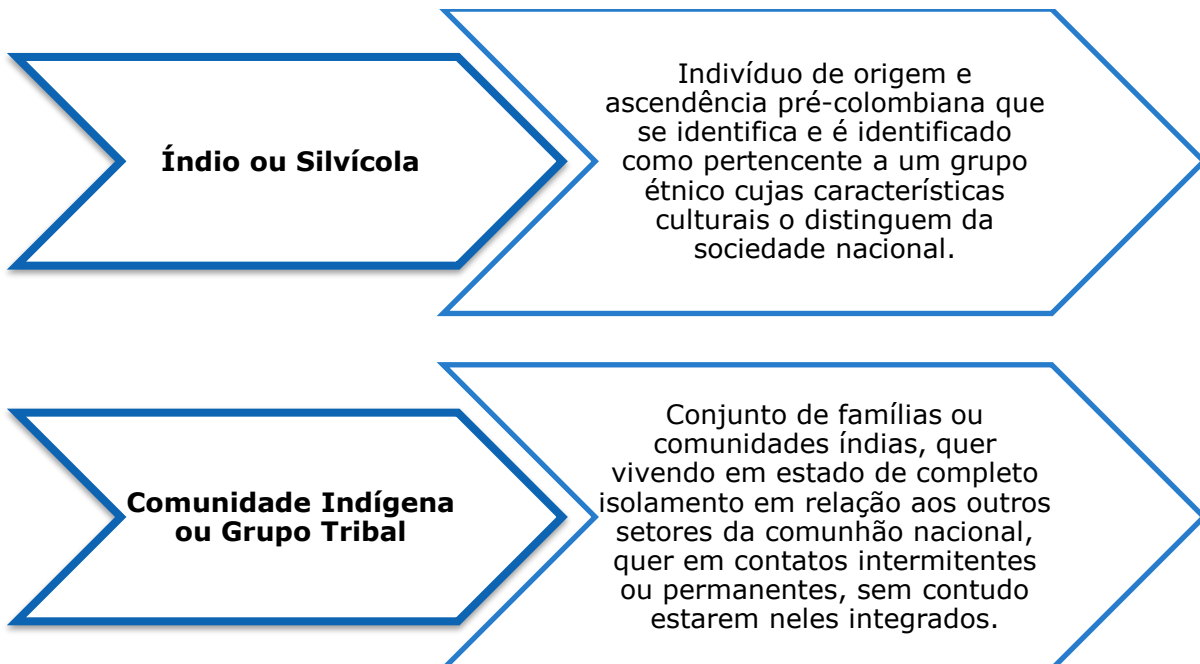 Índio ou Silvícola
Indivíduo de origem e
ascendência pré-colombiana que
se identifica e é identificado
como pertencente a um grupo
étnico cujas características
culturais o distinguem da
sociedade nacional.
Comunidade Indígena
ou Grupo Tribal
Conjunto de famílias ou
comunidades índias, quer
vivendo em estado de completo
isolamento em relação aos outros
setores da comunhão nacional,
quer em contatos intermitentes
ou permanentes, sem contudo
estarem neles integrados.